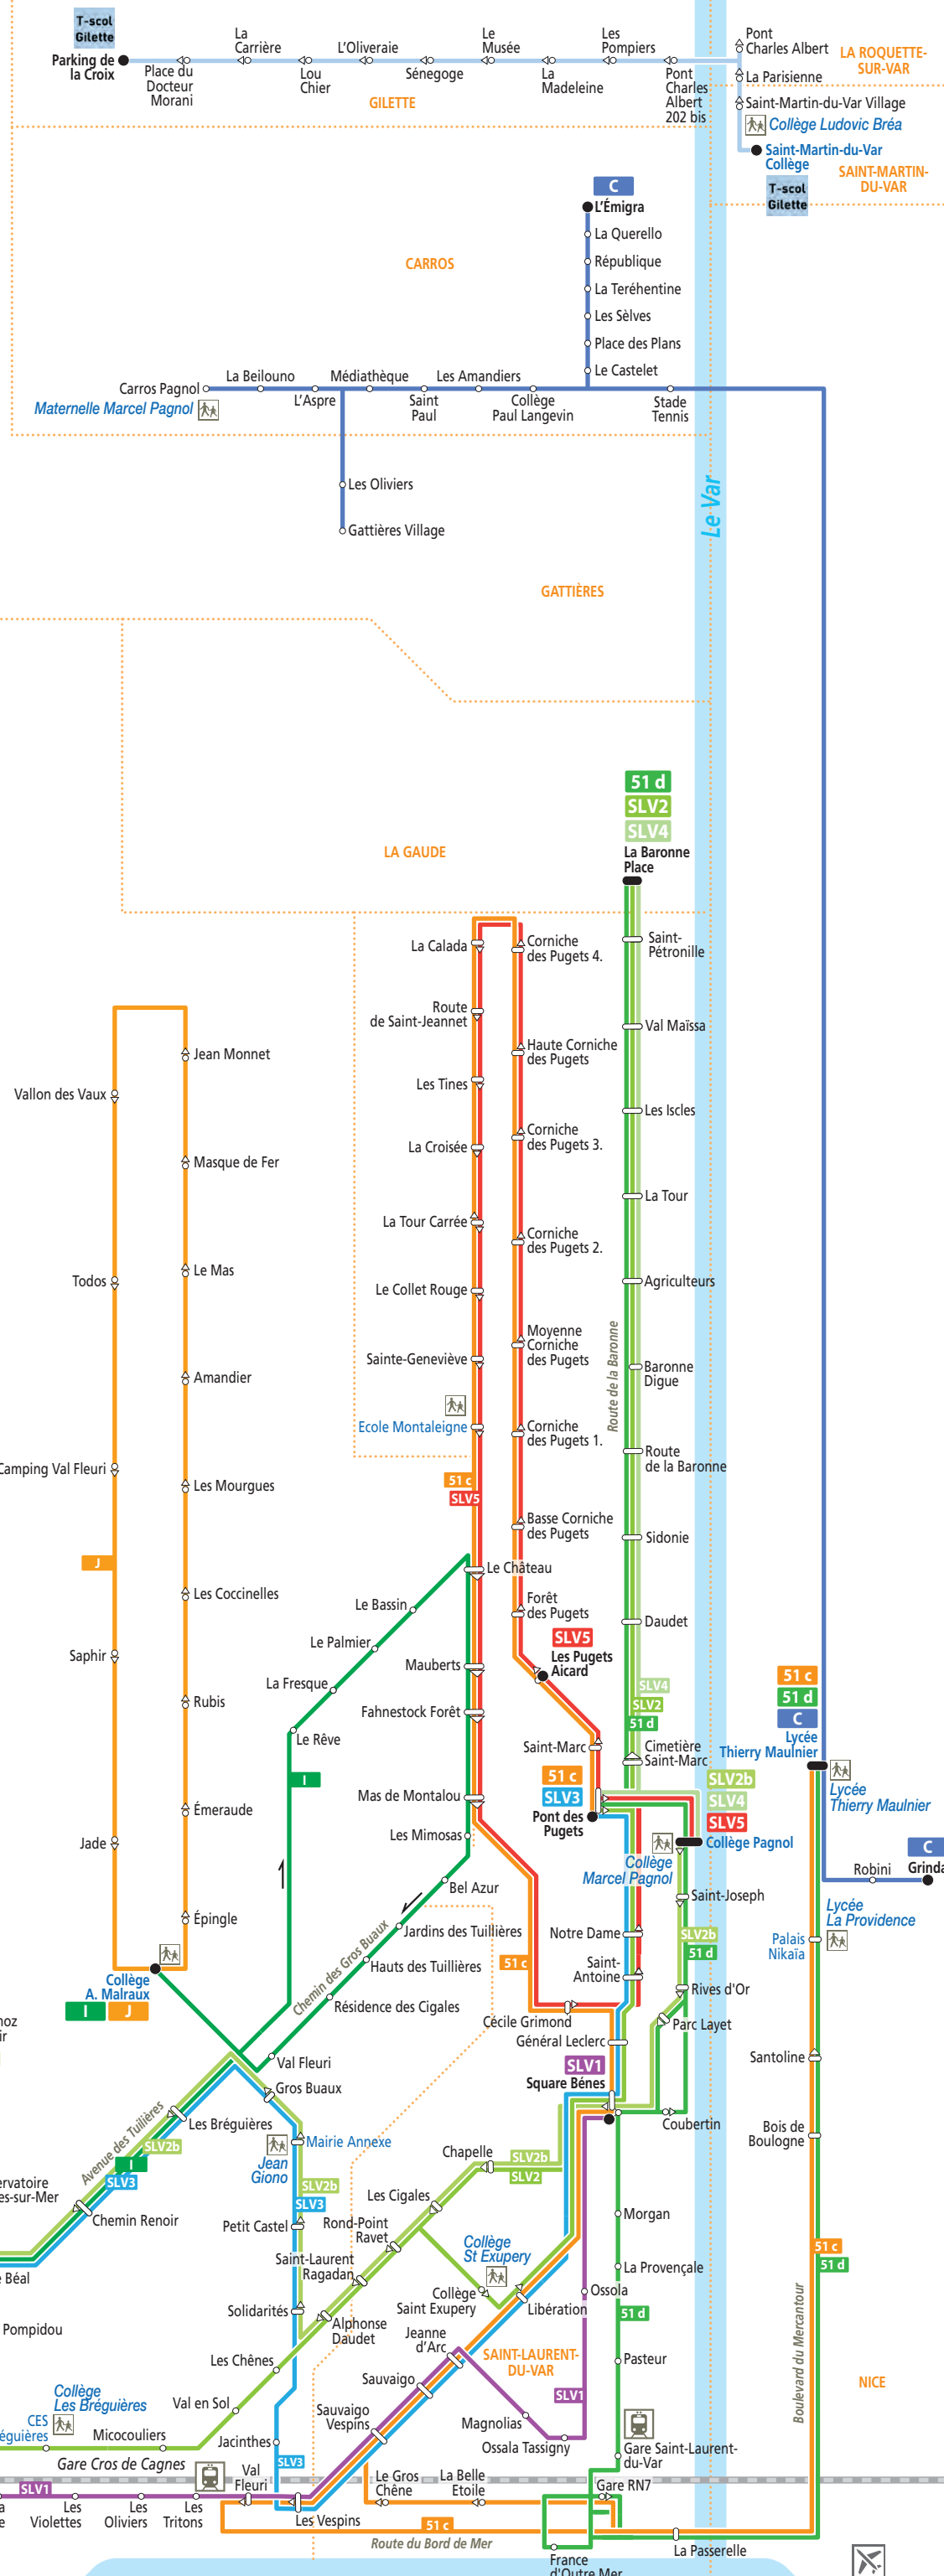 T-scol
Gilette
Parking de
la Croix
Place du
Docteur
Morani
La
Carrière
Lou
Chier
L'Oliveraie
Sénegoge
Le
Musée
La
Madeleine
Les
Pompiers
Pont
Charles
Albert
202 bis
Pont
Charles Albert
La Parisienne
Saint-Martin-du-Var Village
Collège Ludovic Bréa
Saint-Martin-du-Var
Collège
T-scol
Gilette
LA ROQUETTE-
SUR-VAR
SAINT-MARTIN-
DU-VAR
GILETTE
C
L'Émigra
La Querello
République
La Teréhentine
Les Sèlves
Place des Plans
Le Castelet
CARROS
Carros Pagnol
Maternelle Marcel Pagnol
La Beilouno
L'Aspre
Médiathèque
Saint
Paul
Les Amandiers
Collège
Paul Langevin
Stade
Tennis
Les Oliviers
Gattières Village
Le Var
GATTIÈRES
LA GAUDE
51 d
SLV2
SLV4
La Baronne
Place
Saint-
Pétronille
Val Maïssa
Les Iscles
La Tour
Agriculteurs
Baronne
Digue
Route de la Baronne
Route
de la Baronne
Sidonie
Daudet
SLV4
SLV2
51 d
Cimetière
Saint-Marc
La Calada
Route
de Saint-Jeannet
Les Tines
La Croisée
La Tour Carrée
Le Collet Rouge
Sainte-Geneviève
Ecole Montaleigne
51 c
SLV5
Corniche
des Pugets 4.
Haute Corniche
des Pugets
Corniche
des Pugets 3.
Corniche
des Pugets 2.
Moyenne
Corniche
des Pugets
Corniche
des Pugets 1.
Basse Corniche
des Pugets
Forêt
des Pugets
SLV5
Les Pugets
Aicard
Saint-Marc
51 c
SLV3
Pont des
Pugets
Jean Monnet
Vallon des Vaux
Masque de Fer
Todos
Le Mas
Amandier
Camping Val Fleuri
Les Mourgues
J
Les Coccinelles
Saphir
Rubis
Émeraude
Jade
Épingle
Collège
A. Malraux
I
J
Le Château
Le Bassin
Le Palmier
La Fresque
Le Rêve
I
Mauberts
Fahnestock Forêt
Mas de Montalou
Les Mimosas
Bel Azur
Jardins des Tuillières
Hauts des Tuillières
Résidence des Cigales
Chemin des Gros Buaux
Val Fleuri
Gros Buaux
51 c
Cécile Grimond
51 c
51 d
C
Lycée
Thierry Maulnier
Lycée
Thierry Maulnier
SLV2b
SLV4
SLV5
Collège Pagnol
Collège
Marcel Pagnol
C
Robini
Grinda
Saint-Joseph
SLV2b
51 d
Notre Dame
Saint-
Antoine
Rives d'Or
Parc Layet
Lycée
La Providence
Palais
Nikaïa
Santoline
Bois de
Boulogne
Général Leclerc
SLV1
Square Bénes
Coubertin
Avenue des Tuilières
Les Bréguières
SLV2b
I
SLV3
Chemin Renoir
Mairie Annexe
Jean
Giono
SLV2b
SLV3
Petit Castel
Solidarités
Chapelle
SLV2b
SLV2
Les Cigales
Rond-Point
Ravet
Saint-Laurent
Ragadan
Alphonse
Daudet
Les Chênes
Val en Sol
Micocouliers
Jacinthes
SLV3
Collège
St Exupery
Collège
Saint Exupery
Libération
Jeanne
d'Arc
Sauvaigo
Sauvaigo
Vespins
SAINT-LAURENT-
DU-VAR
Morgan
La Provençale
Ossola
51 d
Pasteur
SLV1
Magnolias
Ossola Tassigny
Gare Saint-Laurent-
du-Var
Gare RN7
51 c
51 d
Boulevard du Mercantour
NICE
noz
ir
ervatoire
es-sur-Mer
Béal
Pompidou
Collège
Les Bréguières
CES
éguières
Gare Cros de Cagnes
SLV1
Les
Violettes
Les
Oliviers
Les
Tritons
Val
Fleuri
Les Vespins
Le Gros
Chêne
La Belle
Etoile
51 c
Route du Bord de Mer
France
d'Outre Mer
La Passerelle